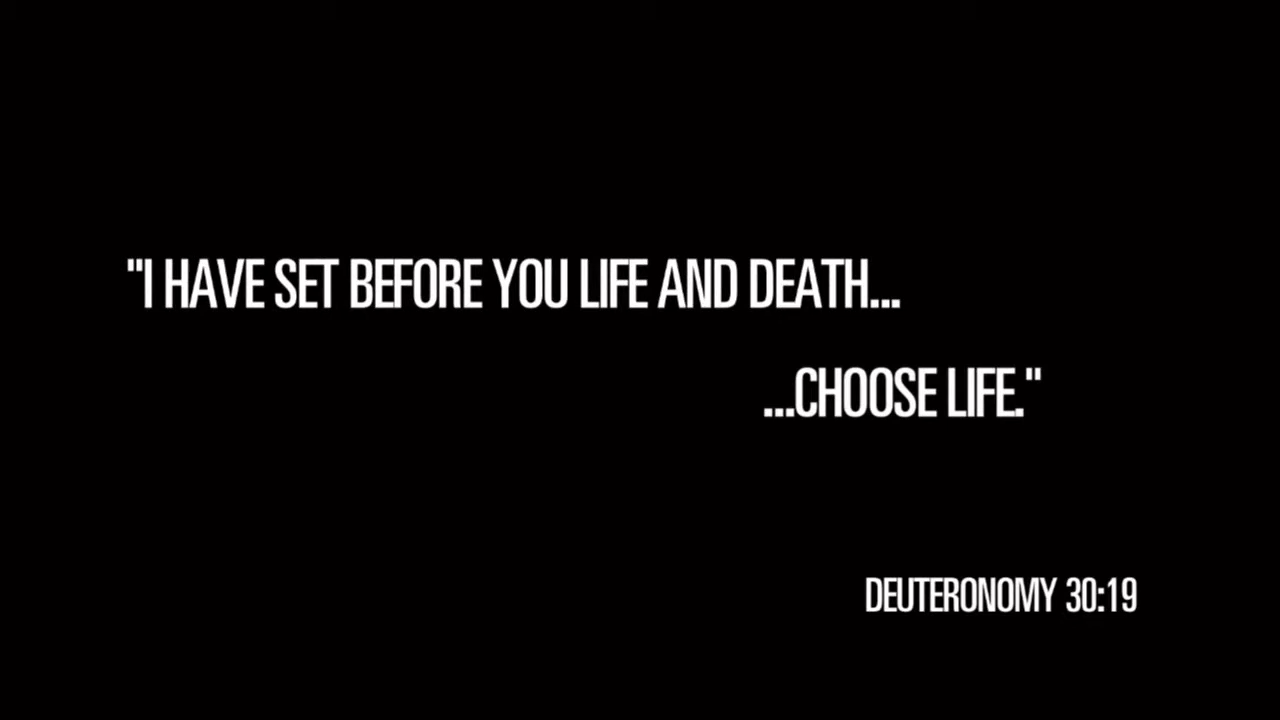 "I HAVE SET BEFORE YOU LIFE AND DEATH...
...CHOOSE LIFE."
DEUTERONOMY 30:19